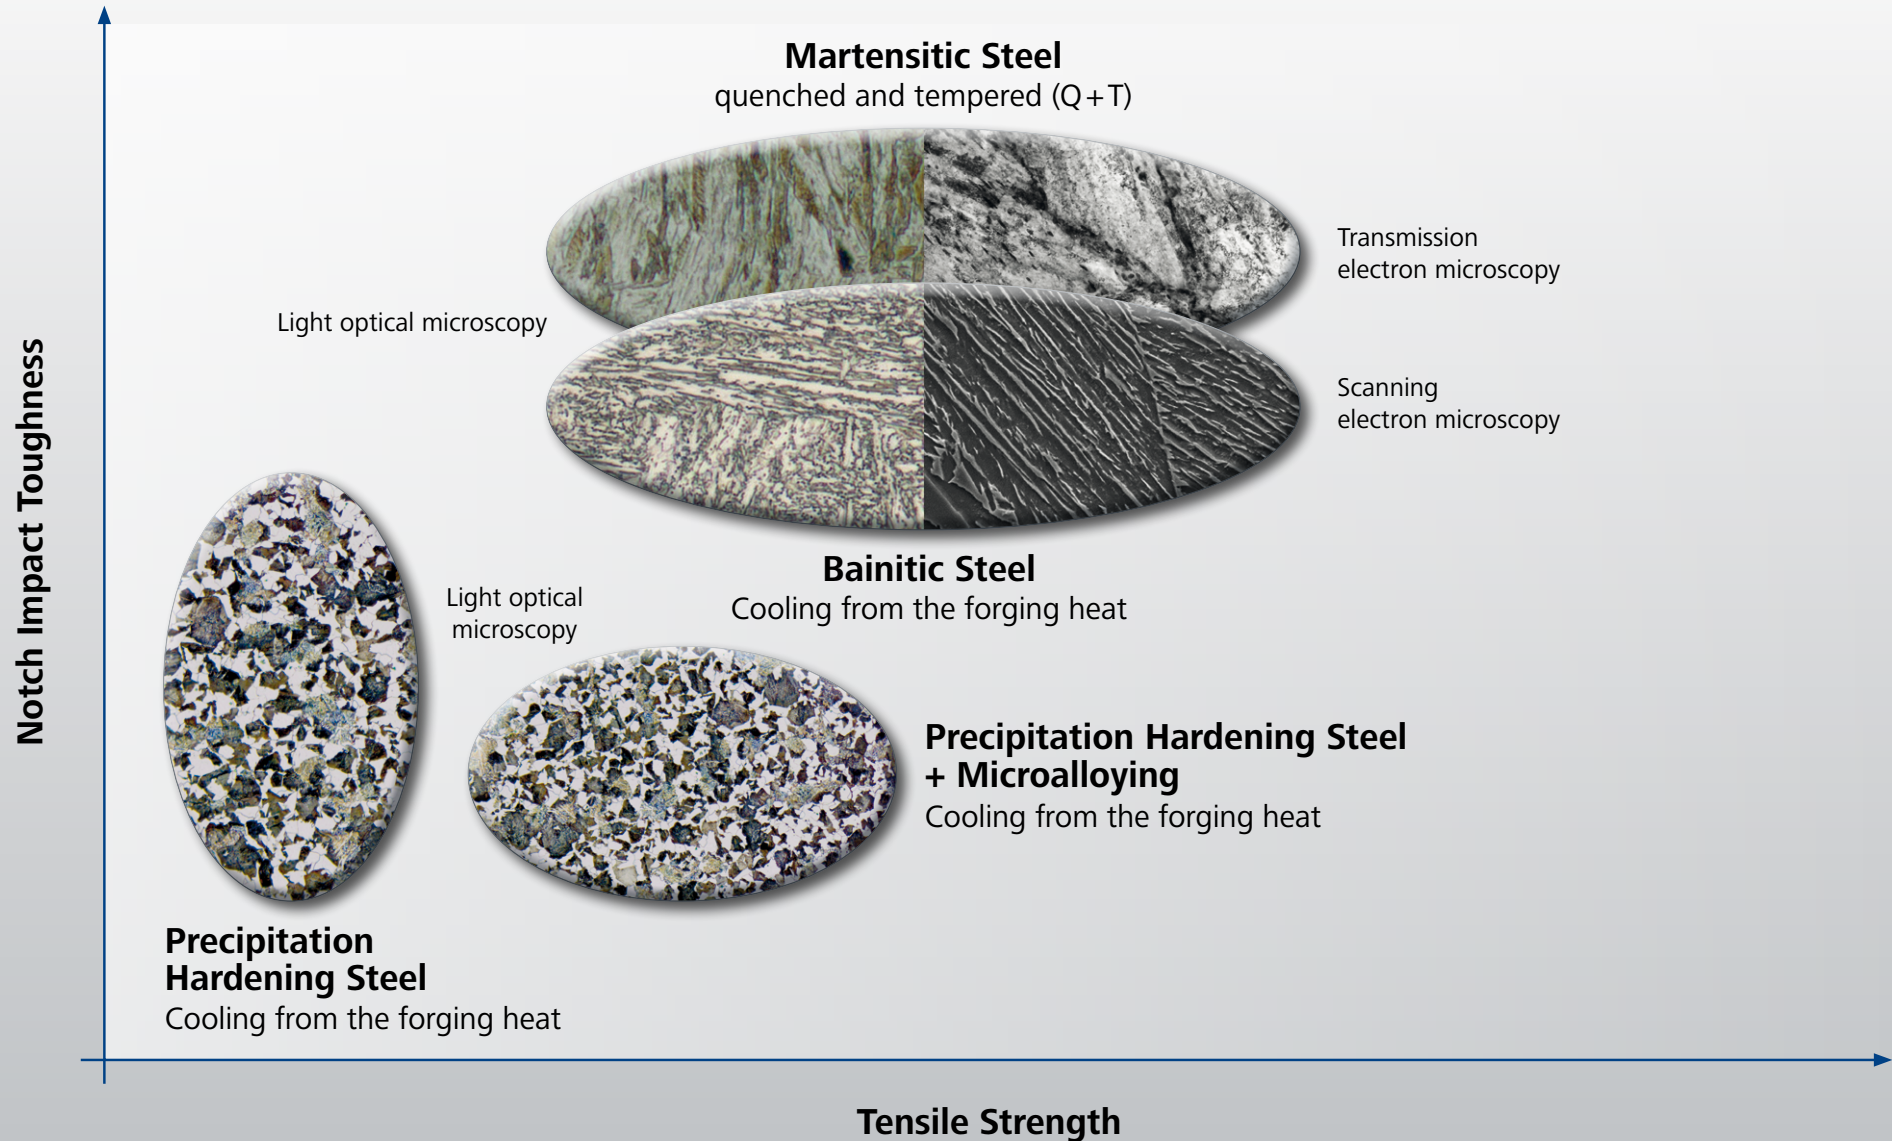 Martensitic Steel
quenched and tempered (Q+T)
Transmission
electron microscopy
Light optical microscopy
Scanning
electron microscopy
Notch Impact Toughness
Bainitic Steel
Cooling from the forging heat
Light optical
microscopy
Precipitation Hardening Steel
+ Microalloying
Cooling from the forging heat
Precipitation
Hardening Steel
Cooling from the forging heat
Tensile Strength